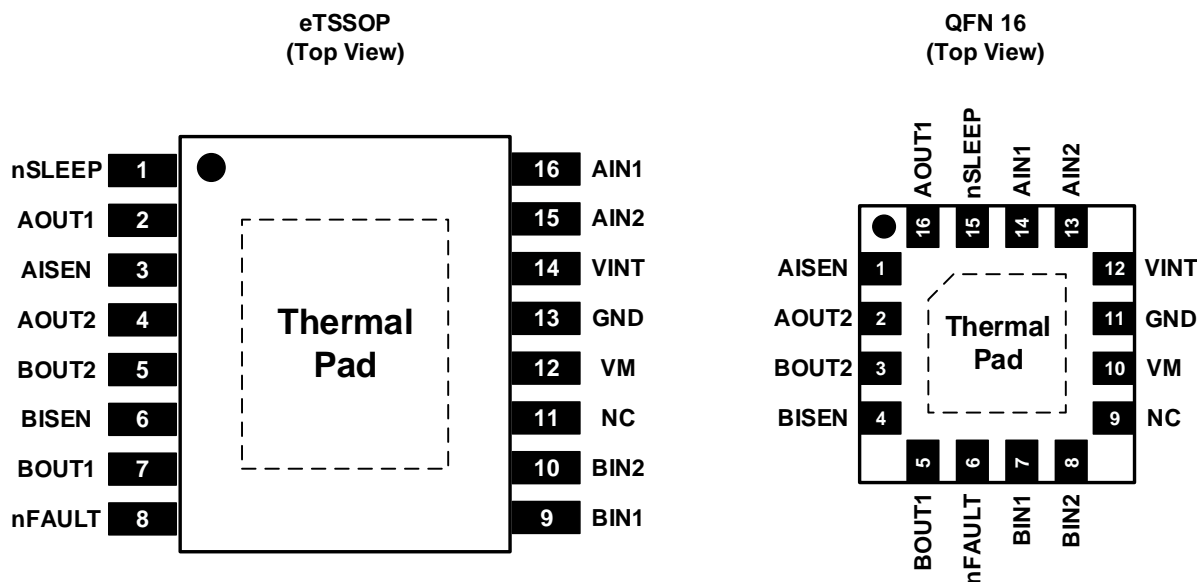 eTSSOP
(Top View)
nSLEEP 1
AOUT1 2
AISEN 3
AOUT2 4
BOUT2 5
BISEN 6
BOUT1 7
nFAULT 8
Thermal
Pad
16 AIN1
15 AIN2
14 VINT
13 GND
12 VM
11 NC
10 BIN2
9 BIN1
QFN 16
(Top View)
AOUT1
nSLEEP
AIN1
AIN2
16
15
14
13
AISEN 1
AOUT2 2
BOUT2 3
BISEN 4
Thermal
Pad
12 VINT
11 GND
10 VM
9 NC
5
6
7
8
BOUT1
nFAULT
BIN1
BIN2